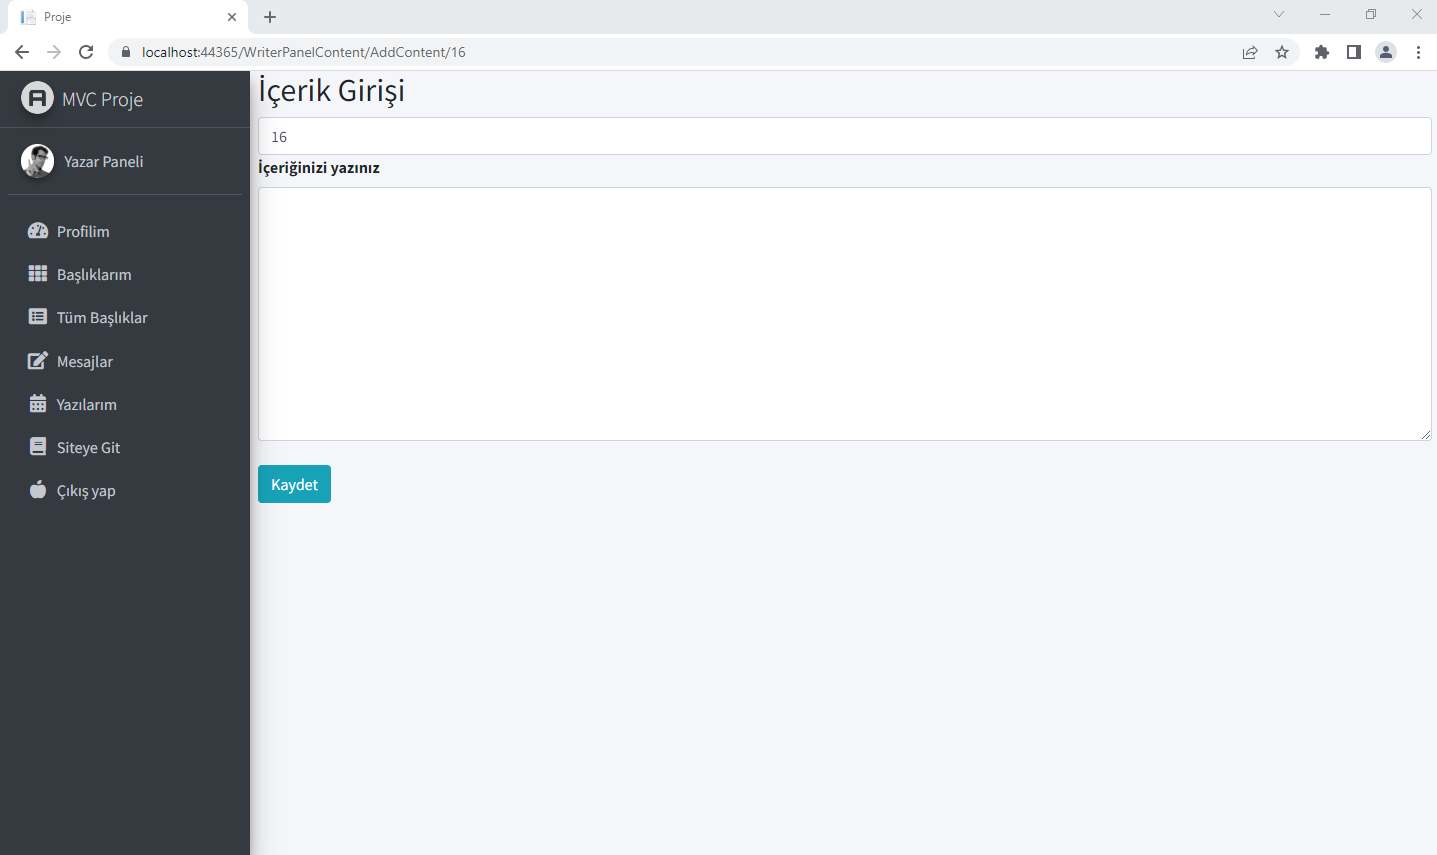 Proje
localhost:44365/WriterPanelContent/AddContent/16
A MVC Proje
Yazar Paneli
Profilim
Başlıklarım
Tüm Başlıklar
Mesajlar
Yazılarım
Siteye Git
Çıkış yap
İçerik Girişi
16
İçeriğinizi yazınız
Kaydet